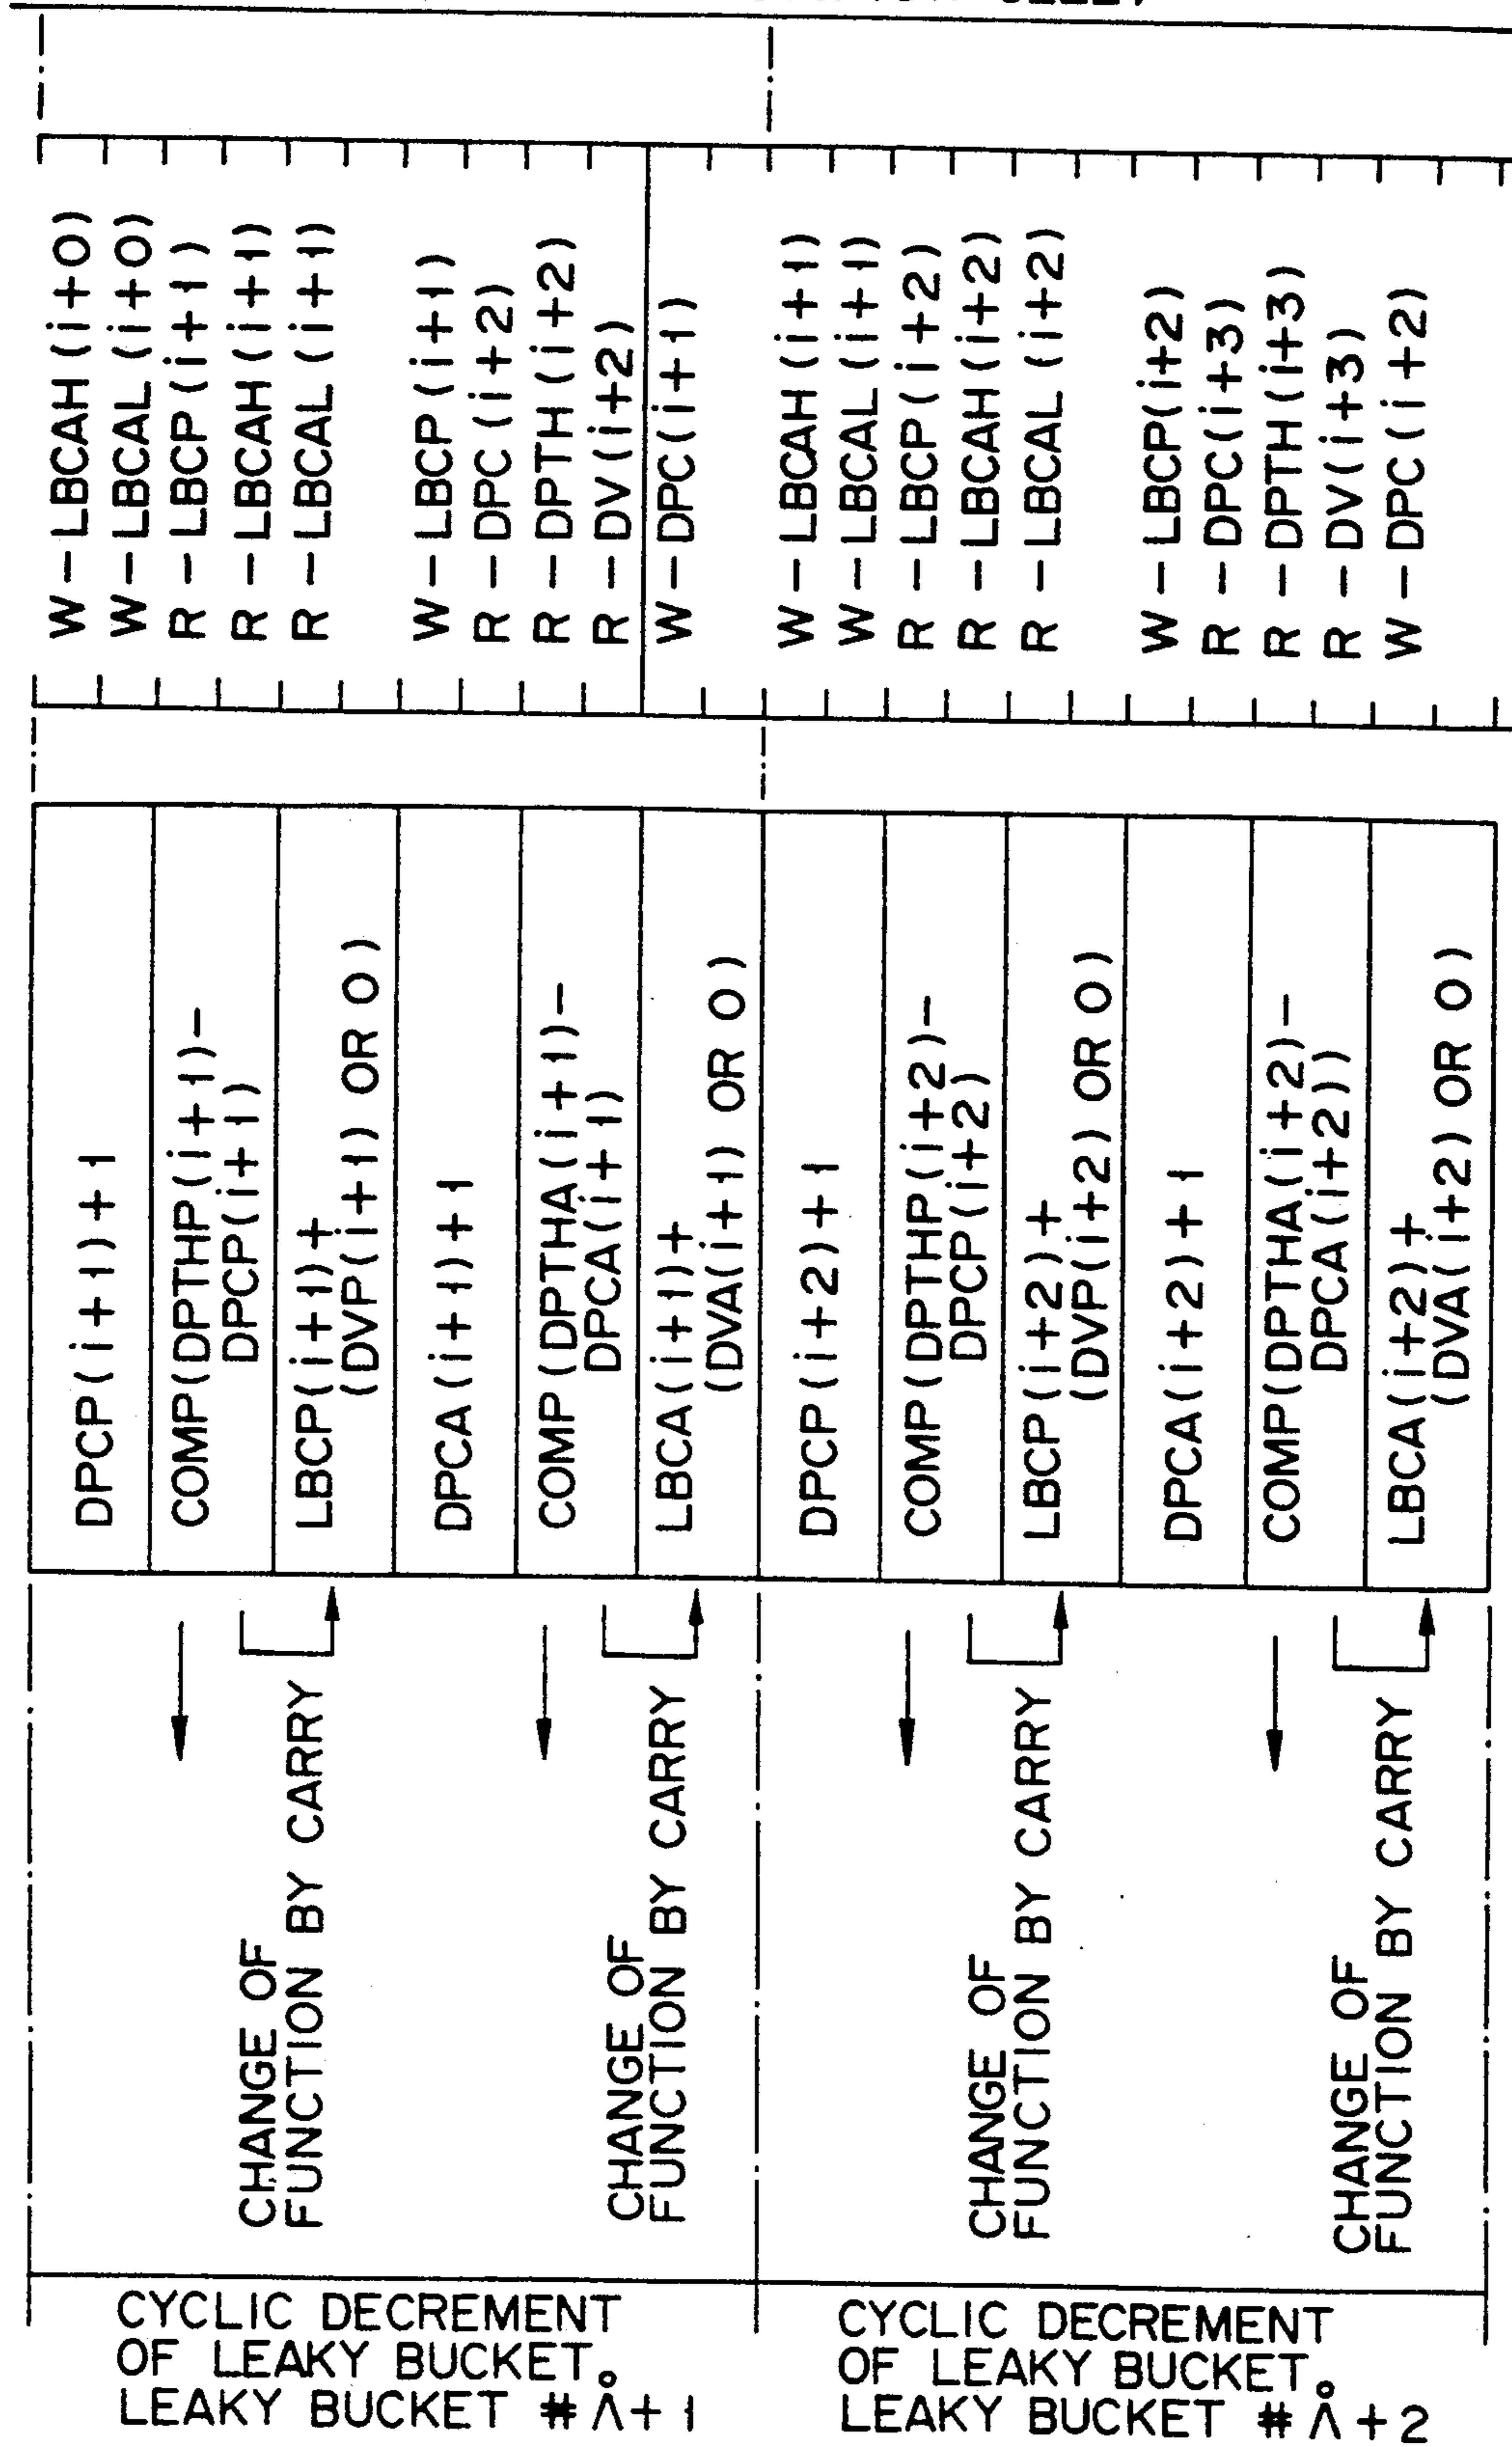 W-LBCAH(i+0)
W-LBCAL(i+0)
R-LBCP(i+1)
R-LBCAH(i+1)
R-LBCAL(i+1)
W-LBCP(i+1)
R-DPC(i+2)
R-DPTH(i+2)
R-DV(i+2)
W-DPC(i+1)
W-LBCAH(i+1)
W-LBCAL(i+1)
R-LBCP(i+2)
R-LBCAH(i+2)
R-LBCAL(i+2)
W-LBCP(i+2)
R-DPC(i+3)
R-DPTH(i+3)
R-DV(i+3)
W-DPC(i+2)
DPCP(i+1)+1
COMP(DPTHP(i+1)-
DPCP(i+1)
LBCP(i+1)+
(DVP(i+1) OR 0)
DPCA(i+1)+1
COMP(DPTHA(i+1)-
DPCA(i+1)
LBCA(i+1)+
(DVA(i+1) OR 0)
DPCP(i+2)+1
COMP(DPTHP(i+2)-
DPCP(i+2)
LBCP(i+2)+
(DVP(i+2) OR 0)
DPCA(i+2)+1
COMP(DPTHA(i+2)-
DPCA(i+2))
LBCA(i+2)+
(DVA(i+2) OR 0)
CHANGE OF
FUNCTION BY CARRY
CHANGE OF
FUNCTION BY CARRY
CHANGE OF
FUNCTION BY CARRY
CHANGE OF
FUNCTION BY CARRY
CYCLIC DECREMENT
OF LEAKY BUCKET.
LEAKY BUCKET #i+1
CYCLIC DECREMENT
OF LEAKY BUCKET.
LEAKY BUCKET #i+2